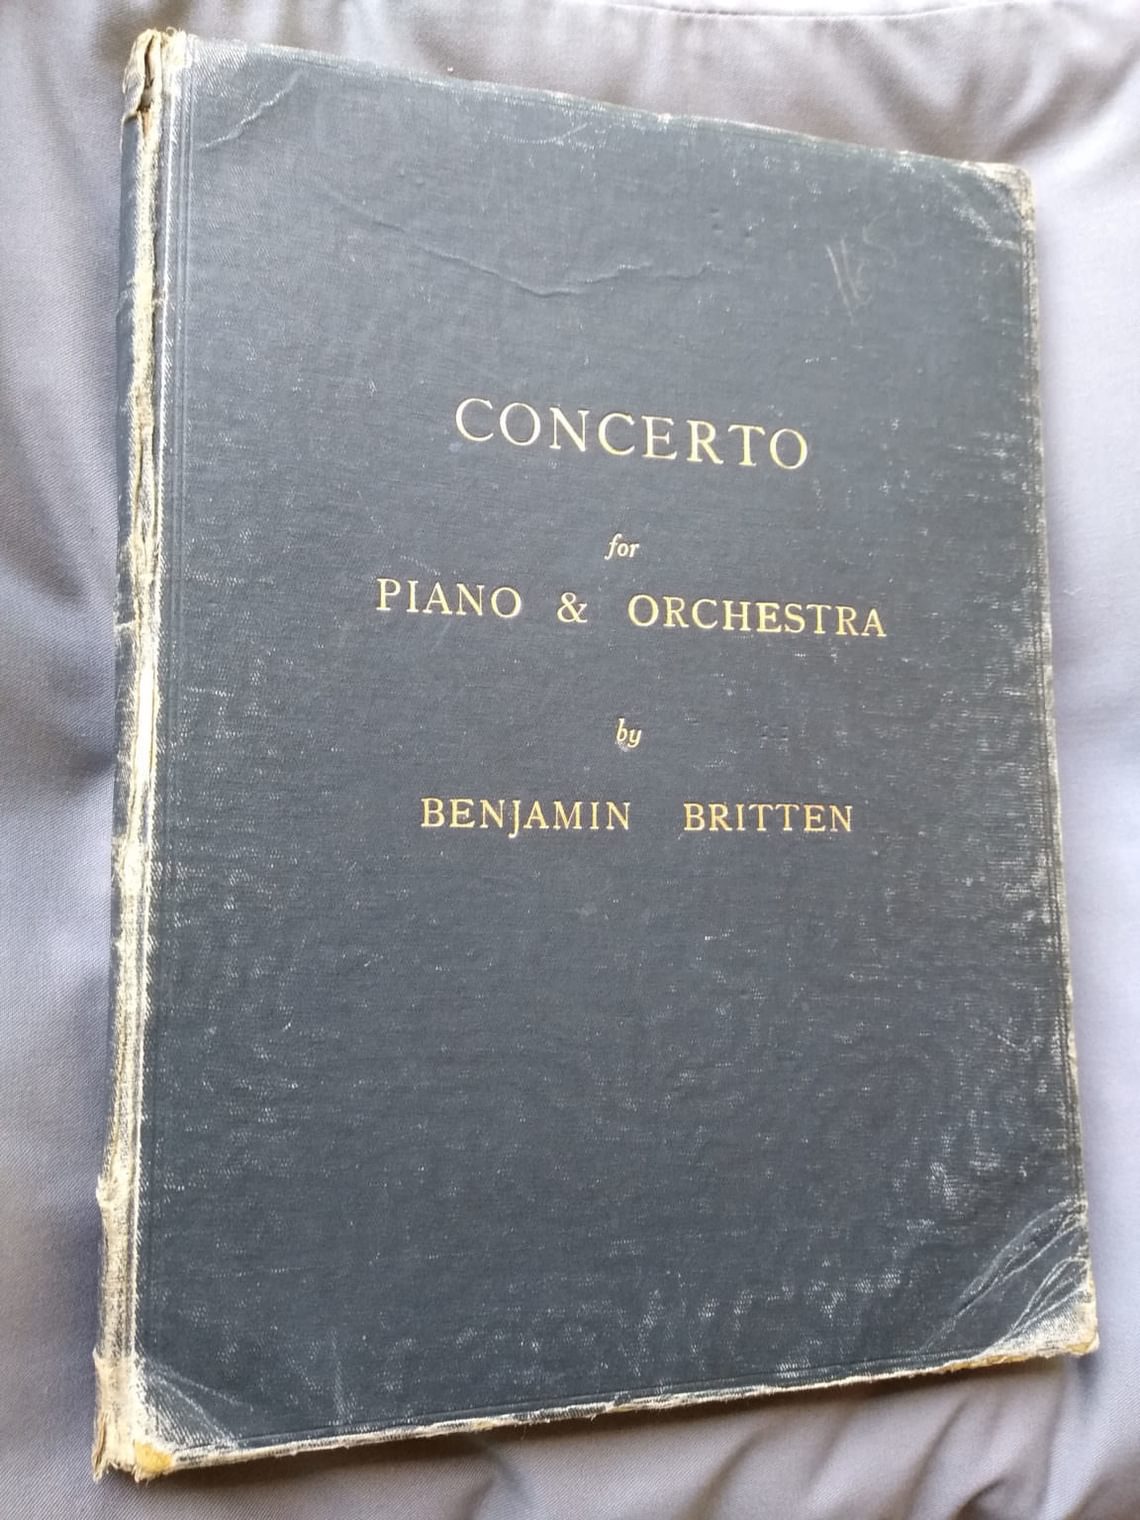 CONCERTO
for
PIANO & ORCHESTRA
by
BENJAMIN BRITTEN